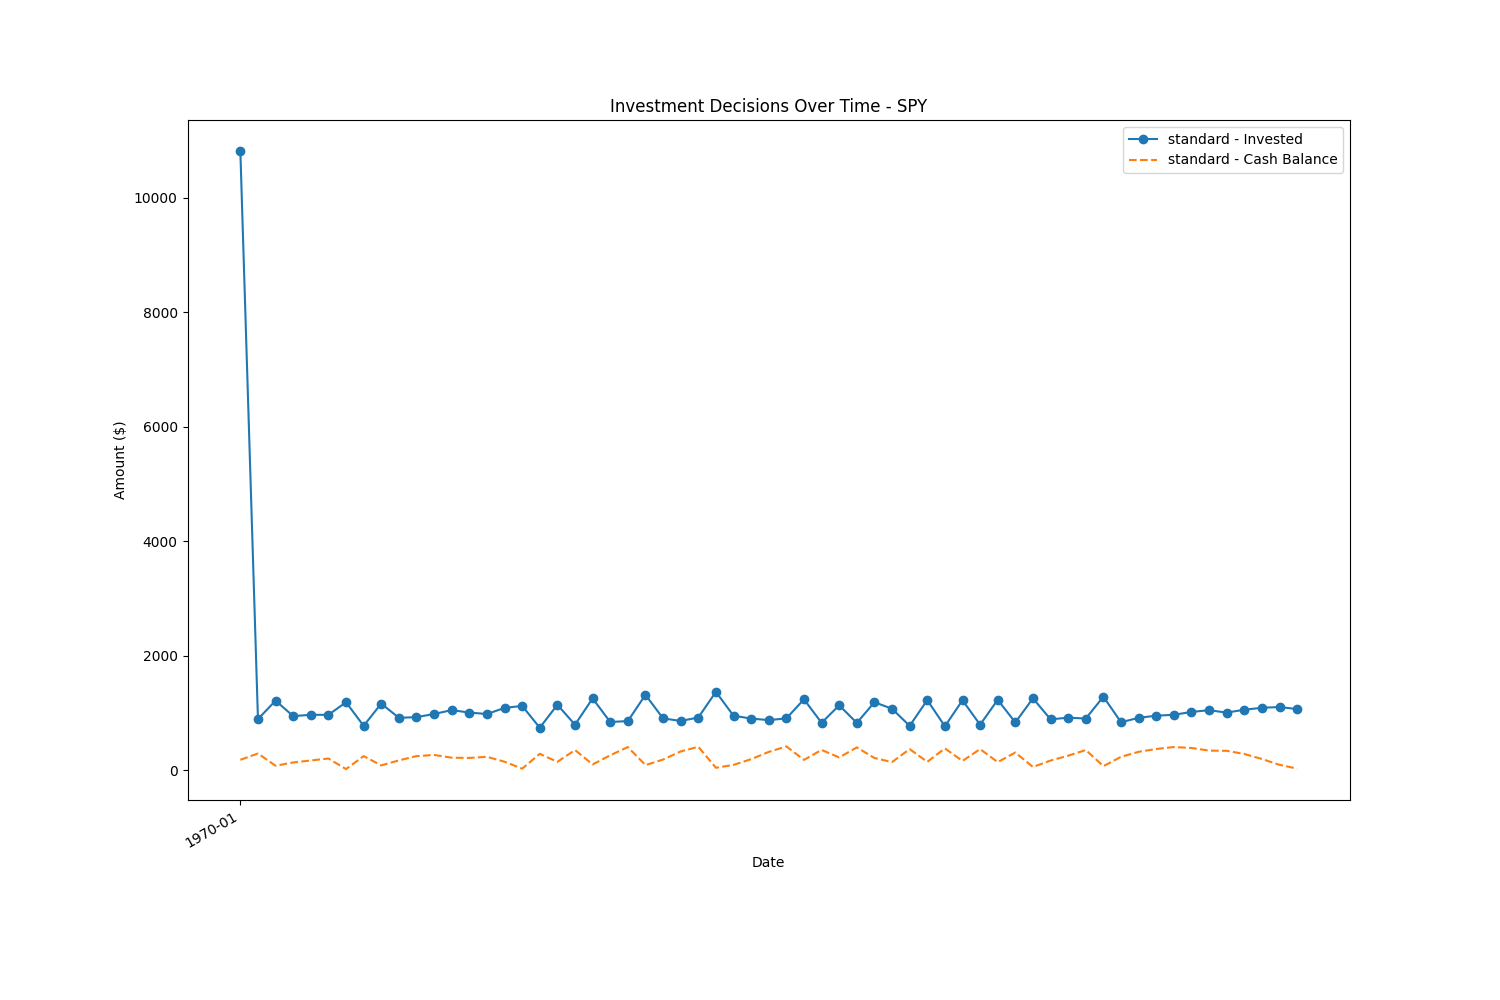 Investment Decisions Over Time - SPY
standard - Invested
standard - Cash Balance
10000
8000
6000
4000
2000
0
Amount ($)
1970-01
Date